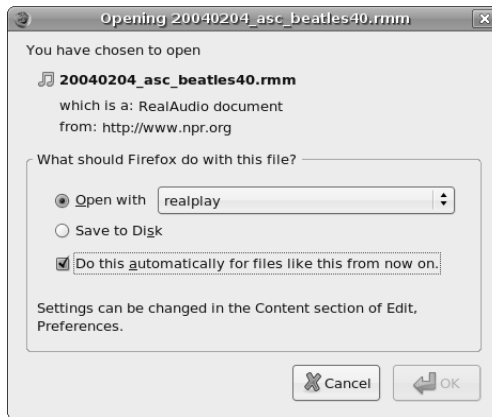 Opening 20040204_asc_beatles40.rmm
You have chosen to open
20040204_asc_beatles40.rmm
which is a: RealAudio document
from: http://www.npr.org
What should Firefox do with this file?
Open with realplay
Save to Disk
Do this automatically for files like this from now on.
Settings can be changed in the Content section of Edit,
Preferences.
Cancel OK